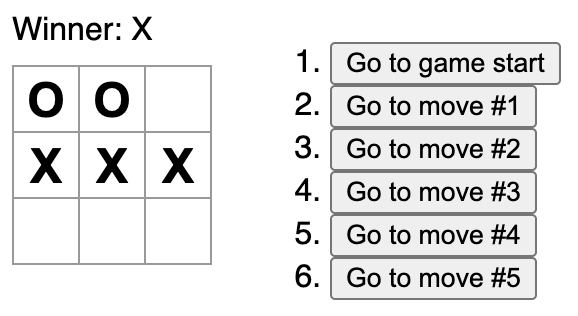 Winner: X
O O
X X X
1. Go to game start
2. Go to move #1
3. Go to move #2
4. Go to move #3
5. Go to move #4
6. Go to move #5